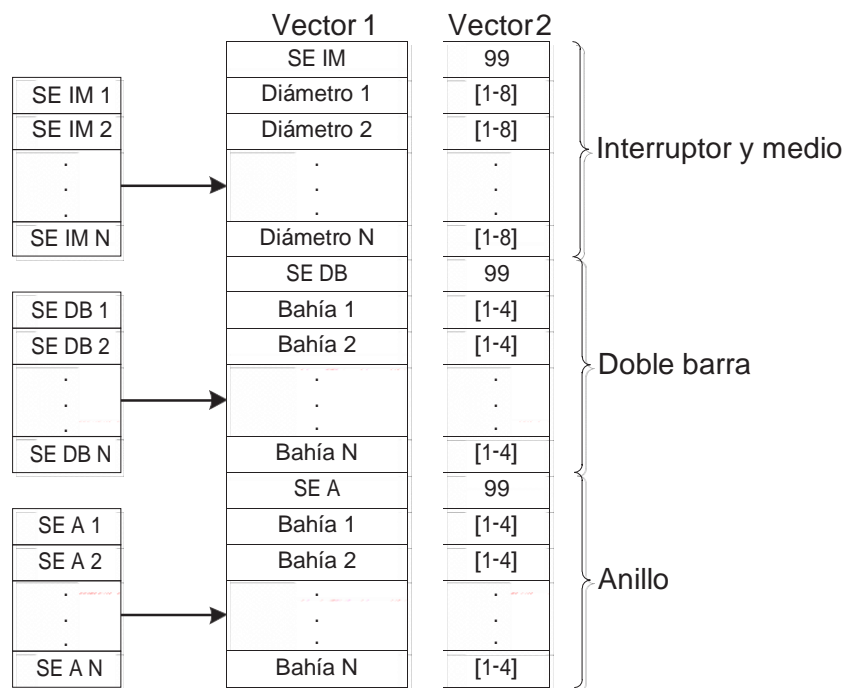 Vector 1 Vector 2
SE IM 99
SE IM 1 Diámetro 1 [1-8]
SE IM 2 Diámetro 2 [1-8]
. . .
. . .
. . .
Interruptor y medio
SE IM N Diámetro N [1-8]
SE DB 99
SE DB 1 Bahía 1 [1-4]
SE DB 2 Bahía 2 [1-4]
. . .
. . .
. . .
Doble barra
SE DB N Bahía N [1-4]
SE A 99
SE A 1 Bahía 1 [1-4]
SE A 2 Bahía 2 [1-4]
. . .
. . .
. . .
Anillo
SE A N Bahía N [1-4]